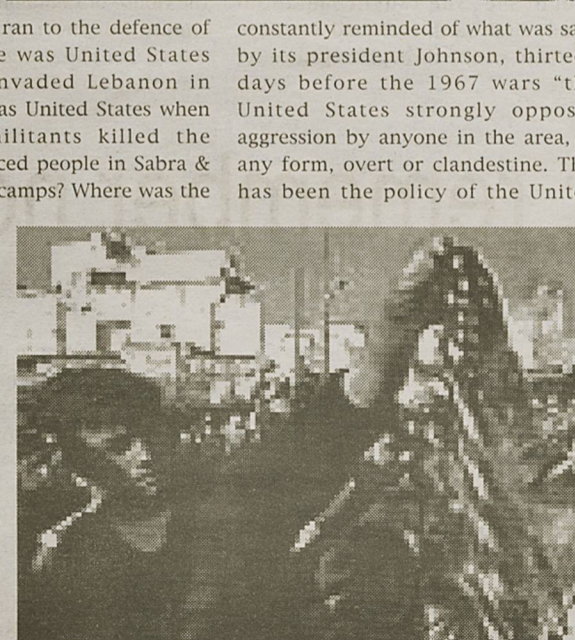 ran to the defence of
was United States
nvaded Lebanon in
as United States when
ilitants killed the
ced people in Sabra &
camps? Where was the
constantly reminded of what was sa
by its president Johnson, thirte
days before the 1967 wars “t
United States strongly oppos
aggression by anyone in the area,
any form, overt or clandestine. Th
has been the policy of the Unit